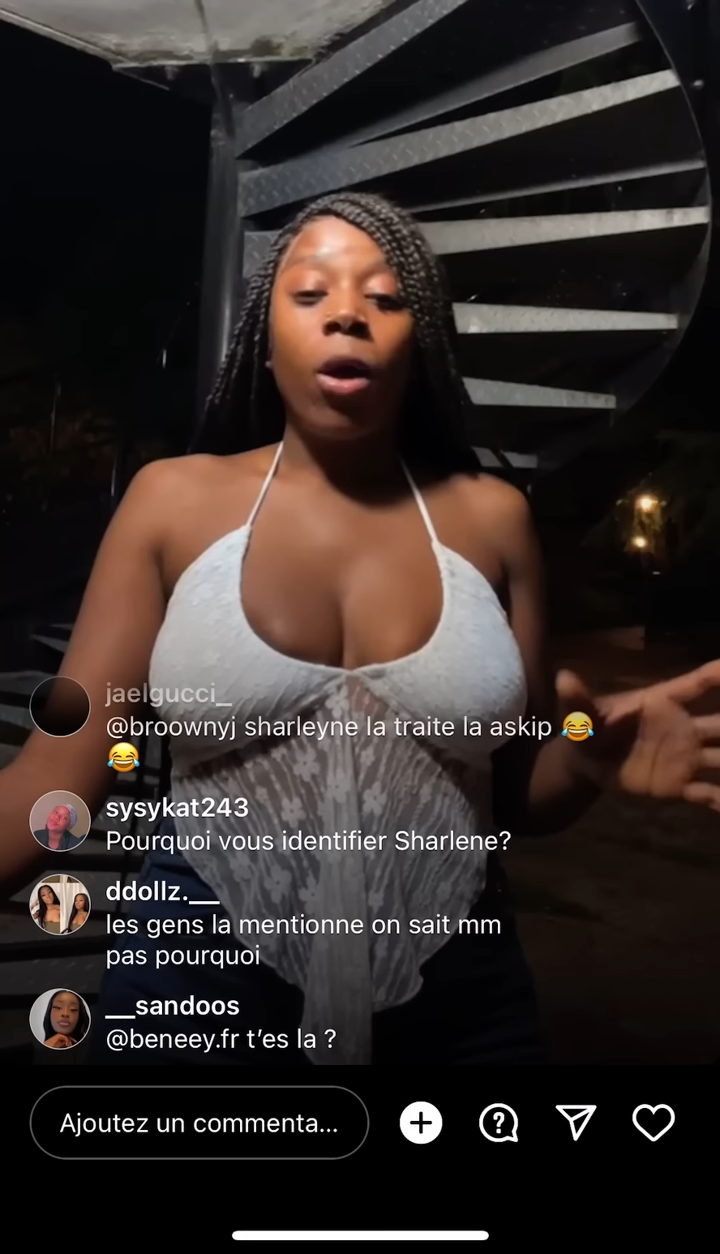 jaelgucci_
@broownyj sharleyne la traite la askip 😂
😂
sysykat243
Pourquoi vous identifier Sharlene?
ddollz.__
les gens la mentionne on sait mm
pas pourquoi
__sandoos
@beneey.fr t’es la ?
Ajoutez un commenta...